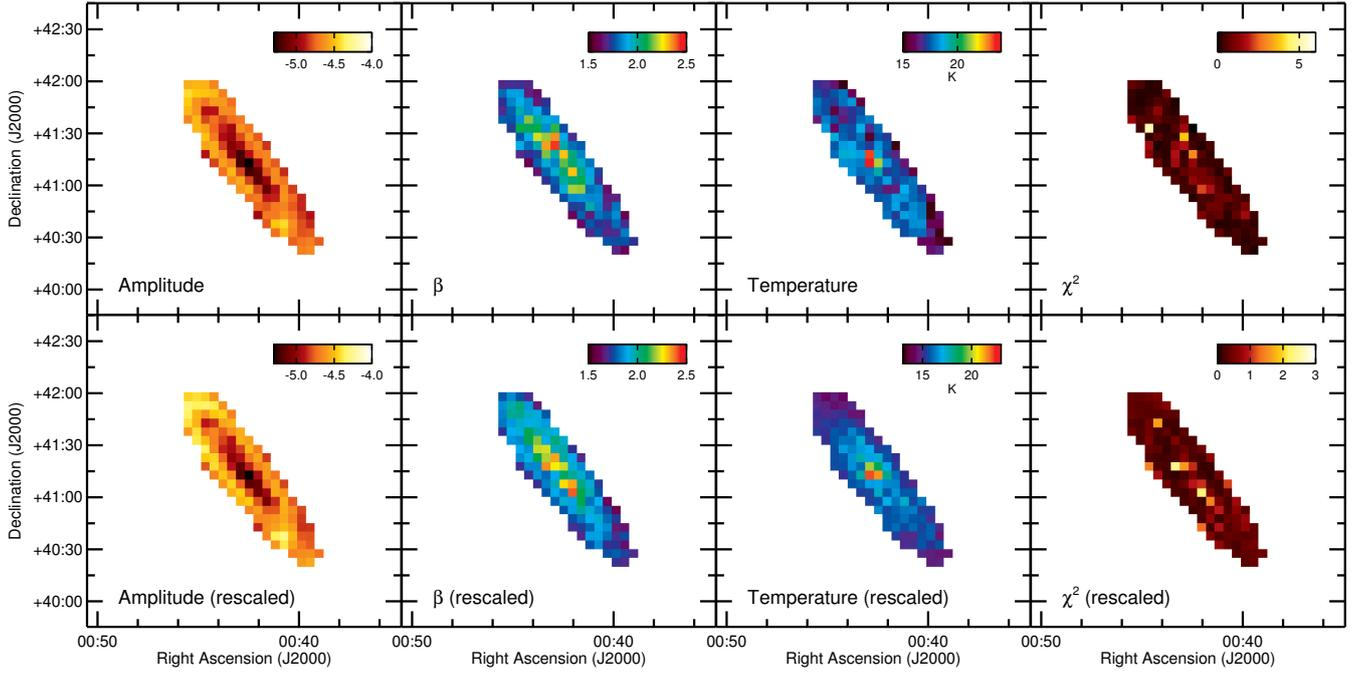 +42:30
-5.0 -4.5 -4.0
1.5 2.0 2.5
15 20
K
0 5
+42:00
+41:30
+41:00
+40:30
+40:00
Declination (J2000)
Amplitude
β
Temperature
χ²
+42:30
-5.0 -4.5 -4.0
1.5 2.0 2.5
15 20
K
0 1 2 3
+42:00
+41:30
+41:00
+40:30
+40:00
Declination (J2000)
Amplitude (rescaled)
β (rescaled)
Temperature (rescaled)
χ² (rescaled)
00:50 00:40 00:50 00:40 00:50 00:40 00:50 00:40
Right Ascension (J2000) Right Ascension (J2000) Right Ascension (J2000) Right Ascension (J2000)